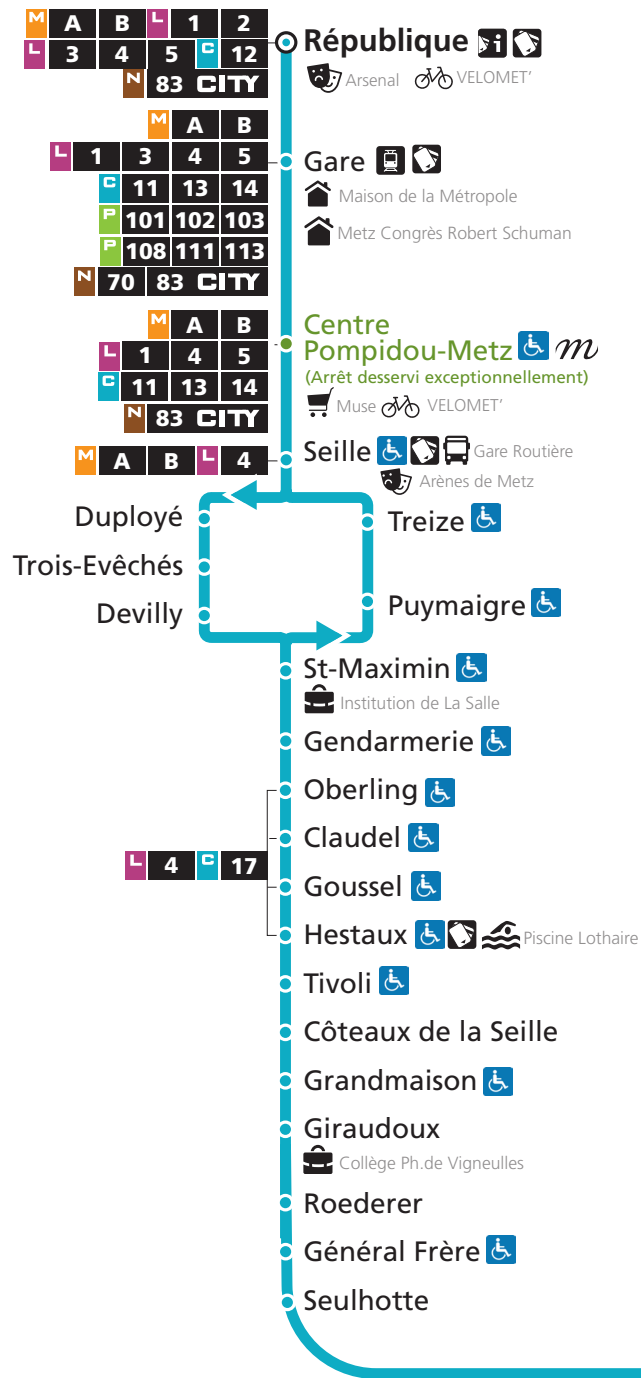 M A B L 1 2
L 3 4 5 C 12
N 83 CITY
République i
Arsenal VELOMET'
M A B
L 1 3 4 5
C 11 13 14
P 101 102 103
P 108 111 113
N 70 83 CITY
Gare
Maison de la Métropole
Metz Congrès Robert Schuman
M A B
L 1 4 5
C 11 13 14
N 83 CITY
Centre
Pompidou-Metz m
(Arrêt desservi exceptionnellement)
Muse VELOMET'
M A B L 4
Seille Gare Routière
Arènes de Metz
Duployé
Trois-Evêchés
Devilly
Treize
Puymaigre
St-Maximin
Institution de La Salle
Gendarmerie
Oberling
Claudel
L 4 C 17
Goussel
Hestaux Piscine Lothaire
Tivoli
Côteaux de la Seille
Grandmaison
Giraudoux
Collège Ph.de Vigneulles
Roederer
Général Frère
Seulhotte